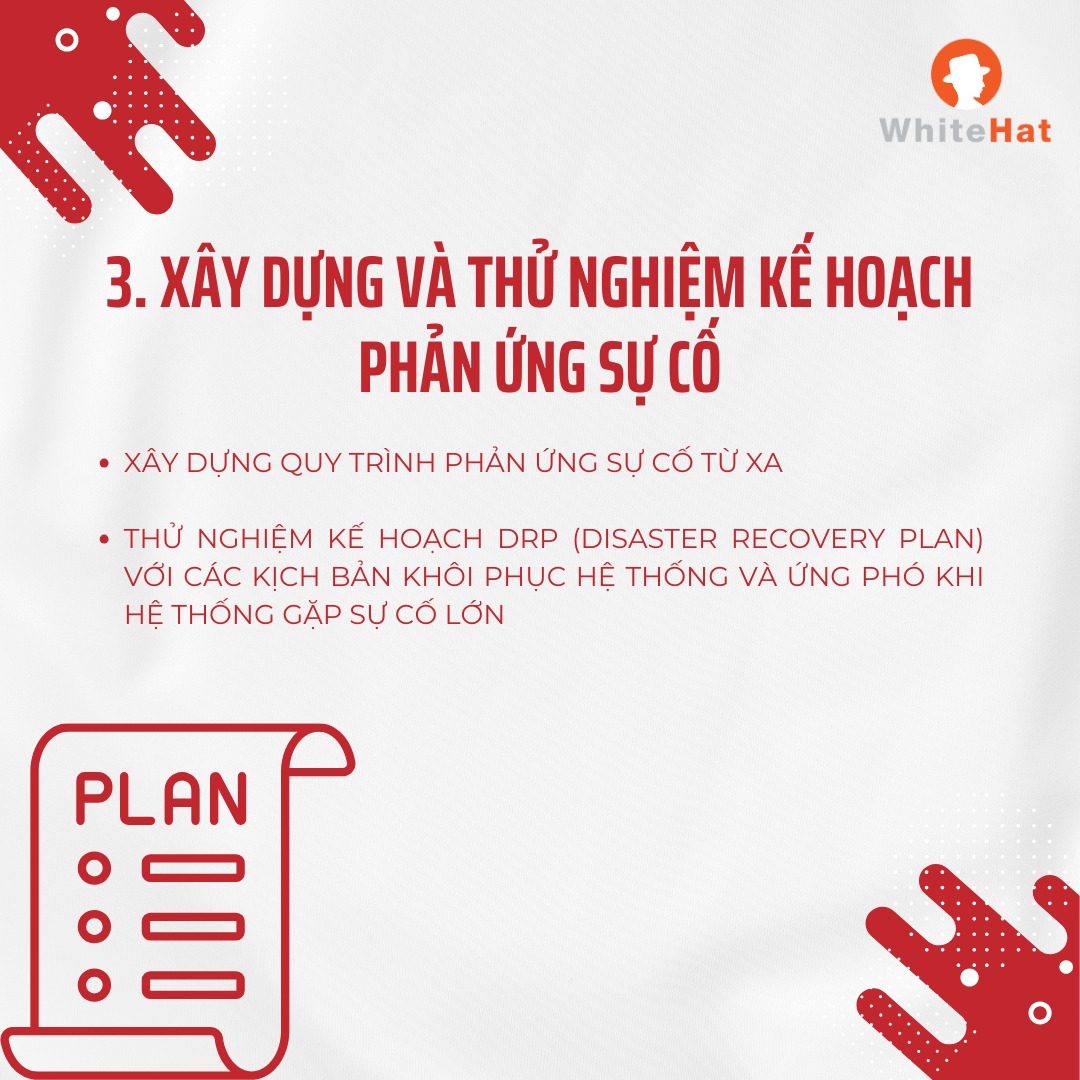 WhiteHat
3. XÂY DỰNG VÀ THỬ NGHIỆM KẾ HOẠCH
PHẢN ỨNG SỰ CỐ
• XÂY DỰNG QUY TRÌNH PHẢN ỨNG SỰ CỐ TỪ XA
• THỬ NGHIỆM KẾ HOẠCH DRP (DISASTER RECOVERY PLAN)
VỚI CÁC KỊCH BẢN KHÔI PHỤC HỆ THỐNG VÀ ỨNG PHÓ KHI
HỆ THỐNG GẶP SỰ CỐ LỚN
PLAN